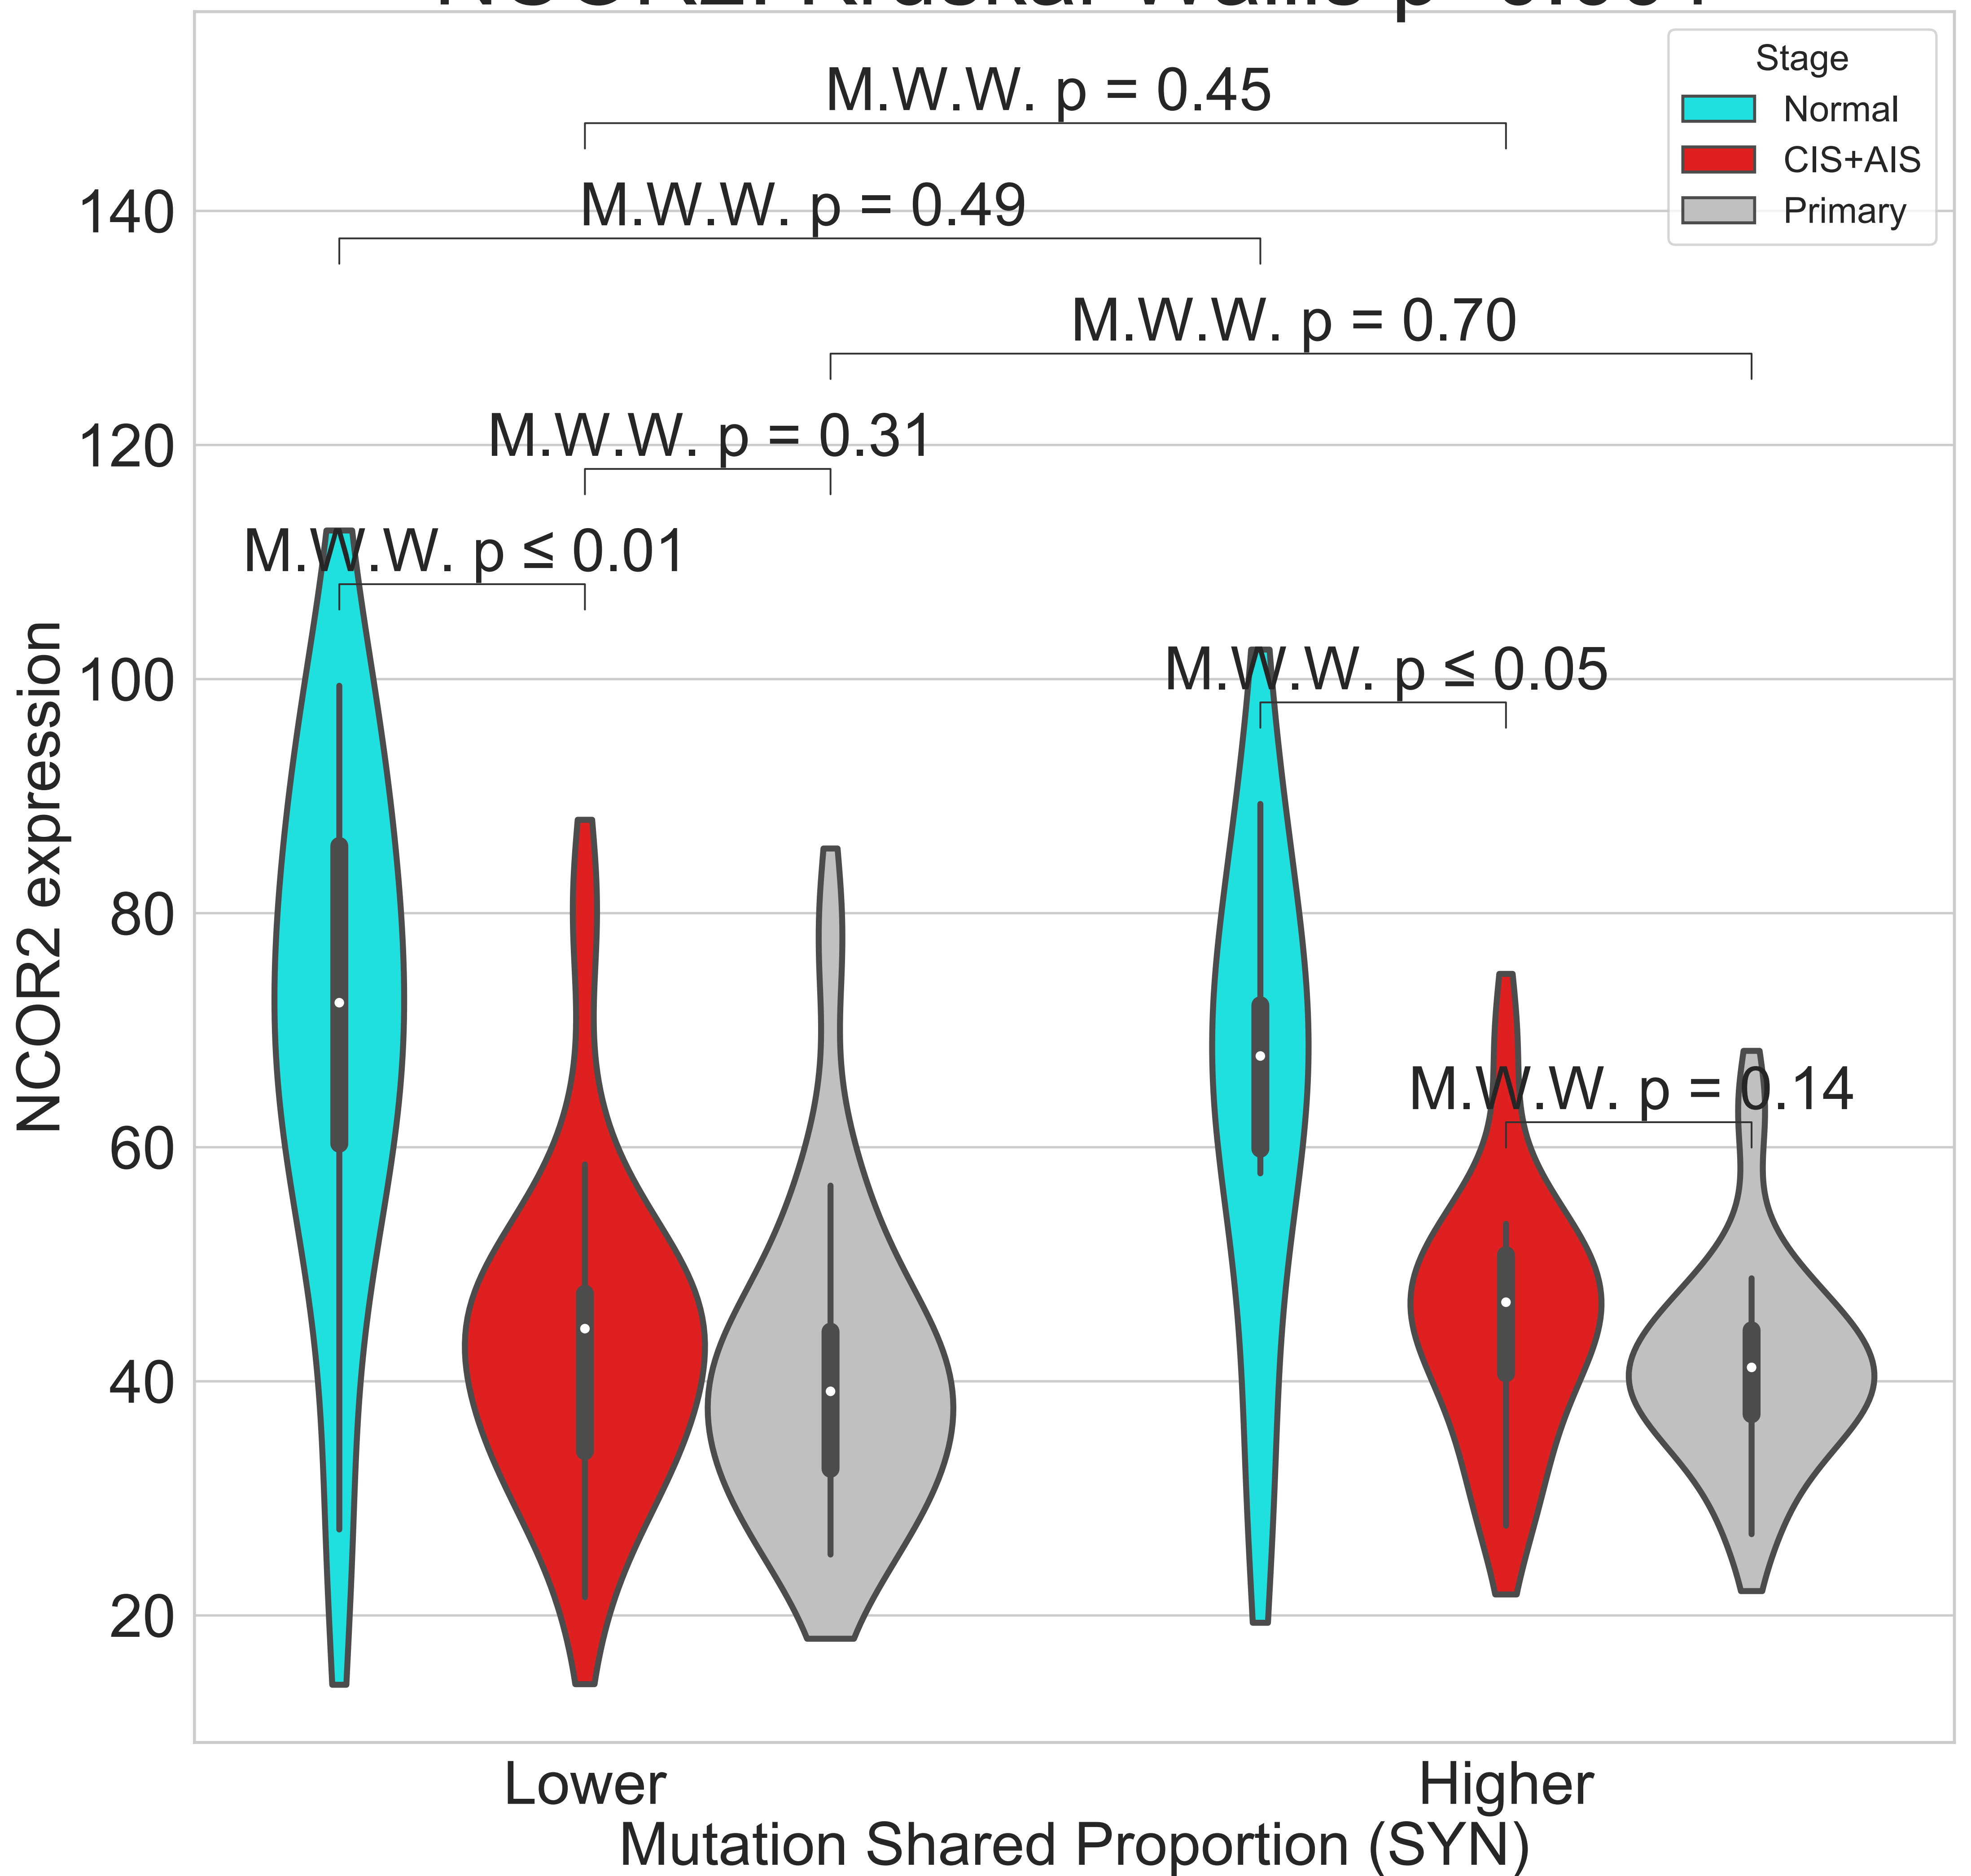 Stage
Normal
CIS+AIS
Primary
M.W.W. p = 0.45
M.W.W. p = 0.49
M.W.W. p = 0.70
M.W.W. p = 0.31
M.W.W. p ≤ 0.01
M.W.W. p ≤ 0.05
M.W.W. p = 0.14
NCOR2 expression
140
120
100
80
60
40
20
Lower
Higher
Mutation Shared Proportion (SYN)